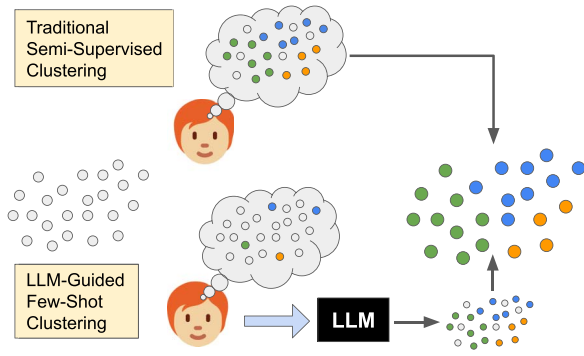 Traditional
Semi-Supervised
Clustering
LLM-Guided
Few-Shot
Clustering
LLM